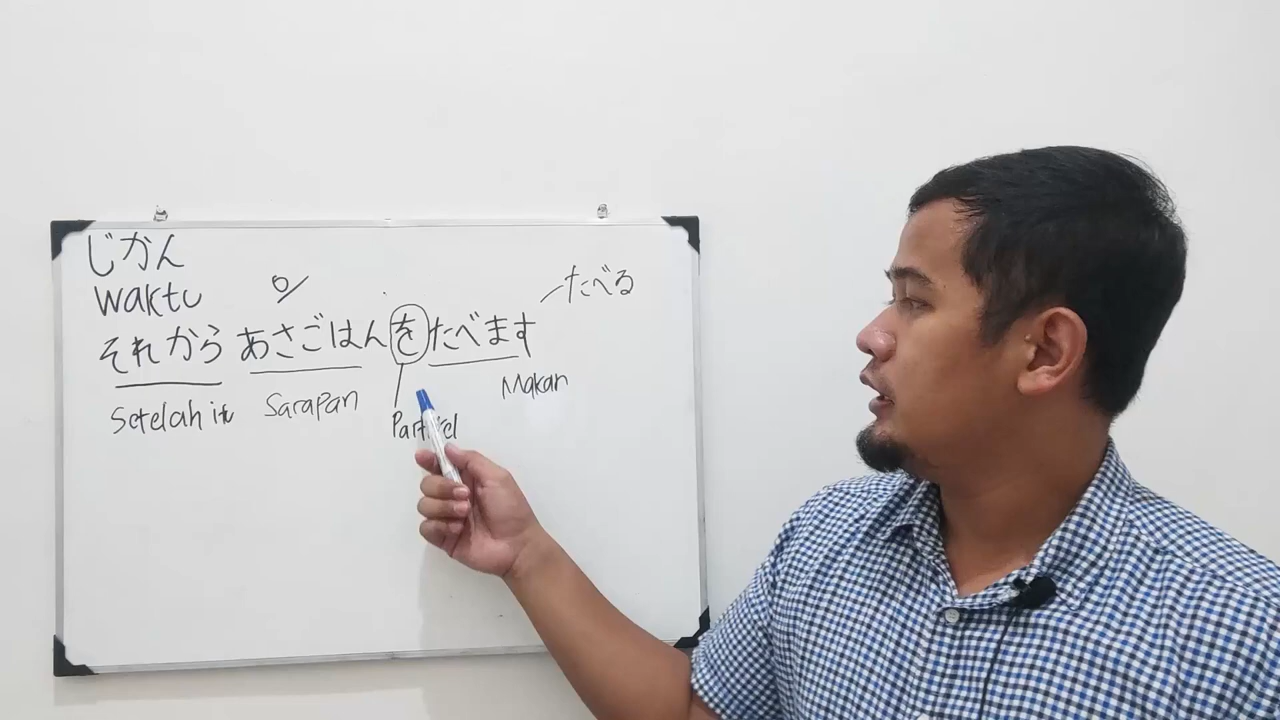 じかん
waktu
たべる
それから あさごはんをたべます
Setelah itu Sarapan Makan
Partikel